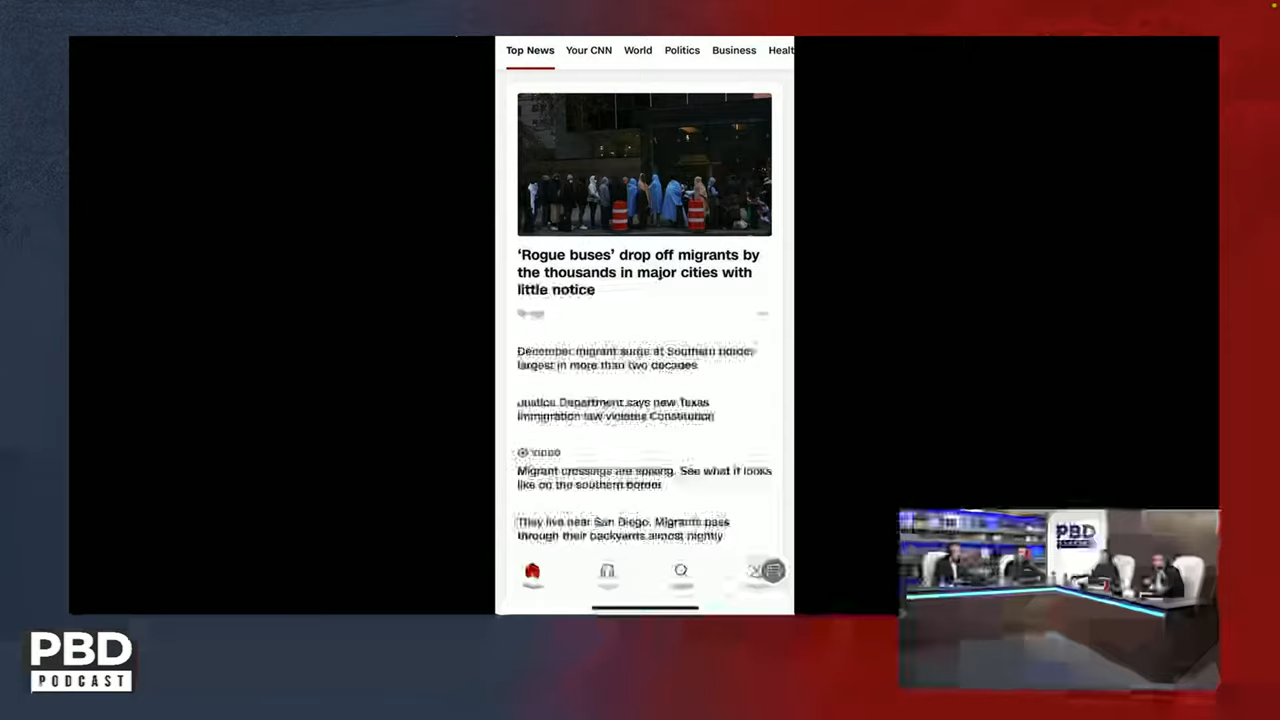 Top News Your CNN World Politics Business Healt
‘Rogue buses’ drop off migrants by
the thousands in major cities with
little notice
December migrant surge at Southern border
largest in more than two decades
Justice Department says new Texas
immigration law violates Constitution
Migrant crossings are spiking. See what it looks
like on the southern border
They live near San Diego. Migrants pass
through their backyards almost nightly
PBD
PBD
PODCAST